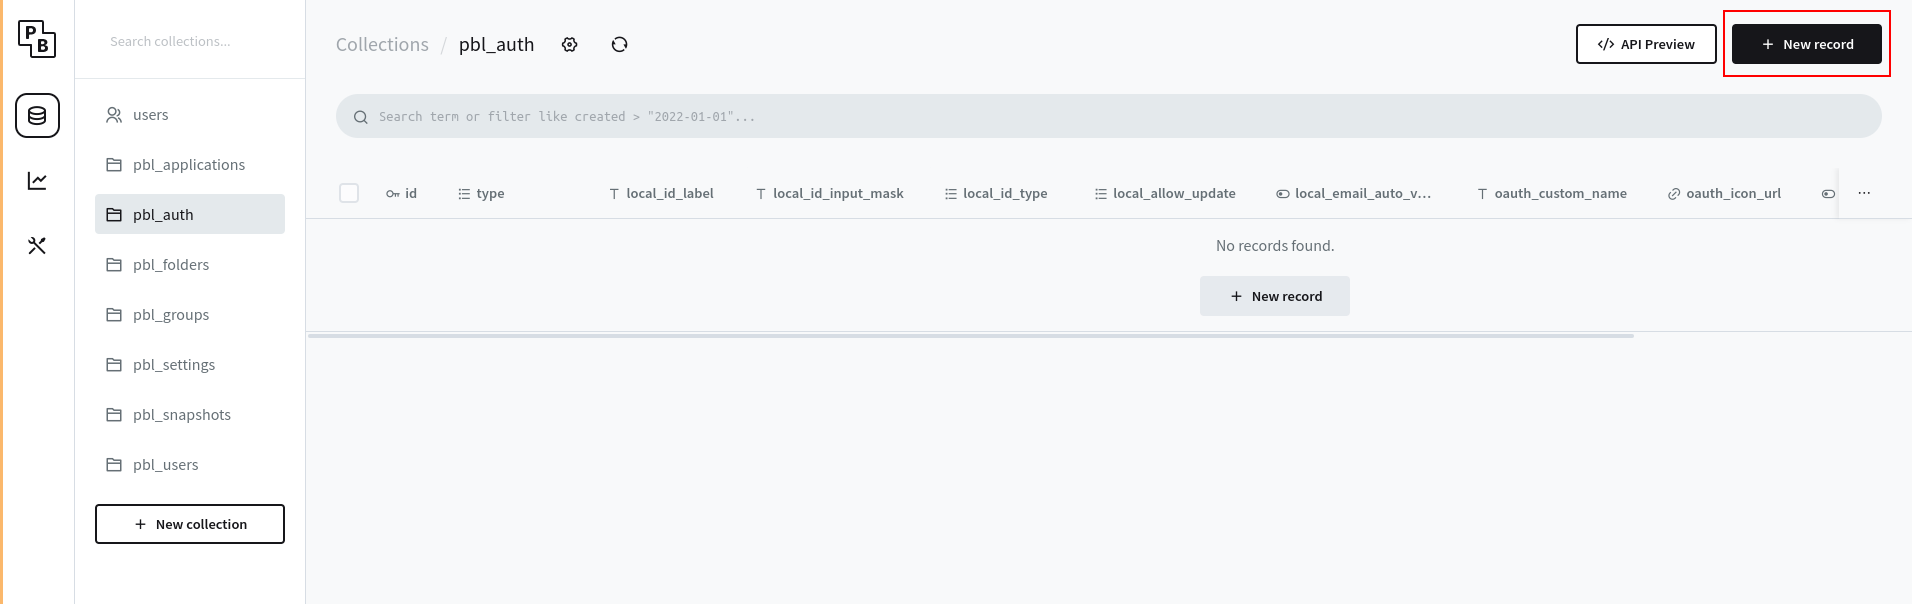 P
B
Search collections...
users
pbl_applications
pbl_auth
pbl_folders
pbl_groups
pbl_settings
pbl_snapshots
pbl_users
+ New collection
Collections / pbl_auth
</> API Preview
+ New record
Search term or filter like created > "2022-01-01"...
id type local_id_label local_id_input_mask local_id_type local_allow_update local_email_auto_v... oauth_custom_name oauth_icon_url ...
No records found.
+ New record